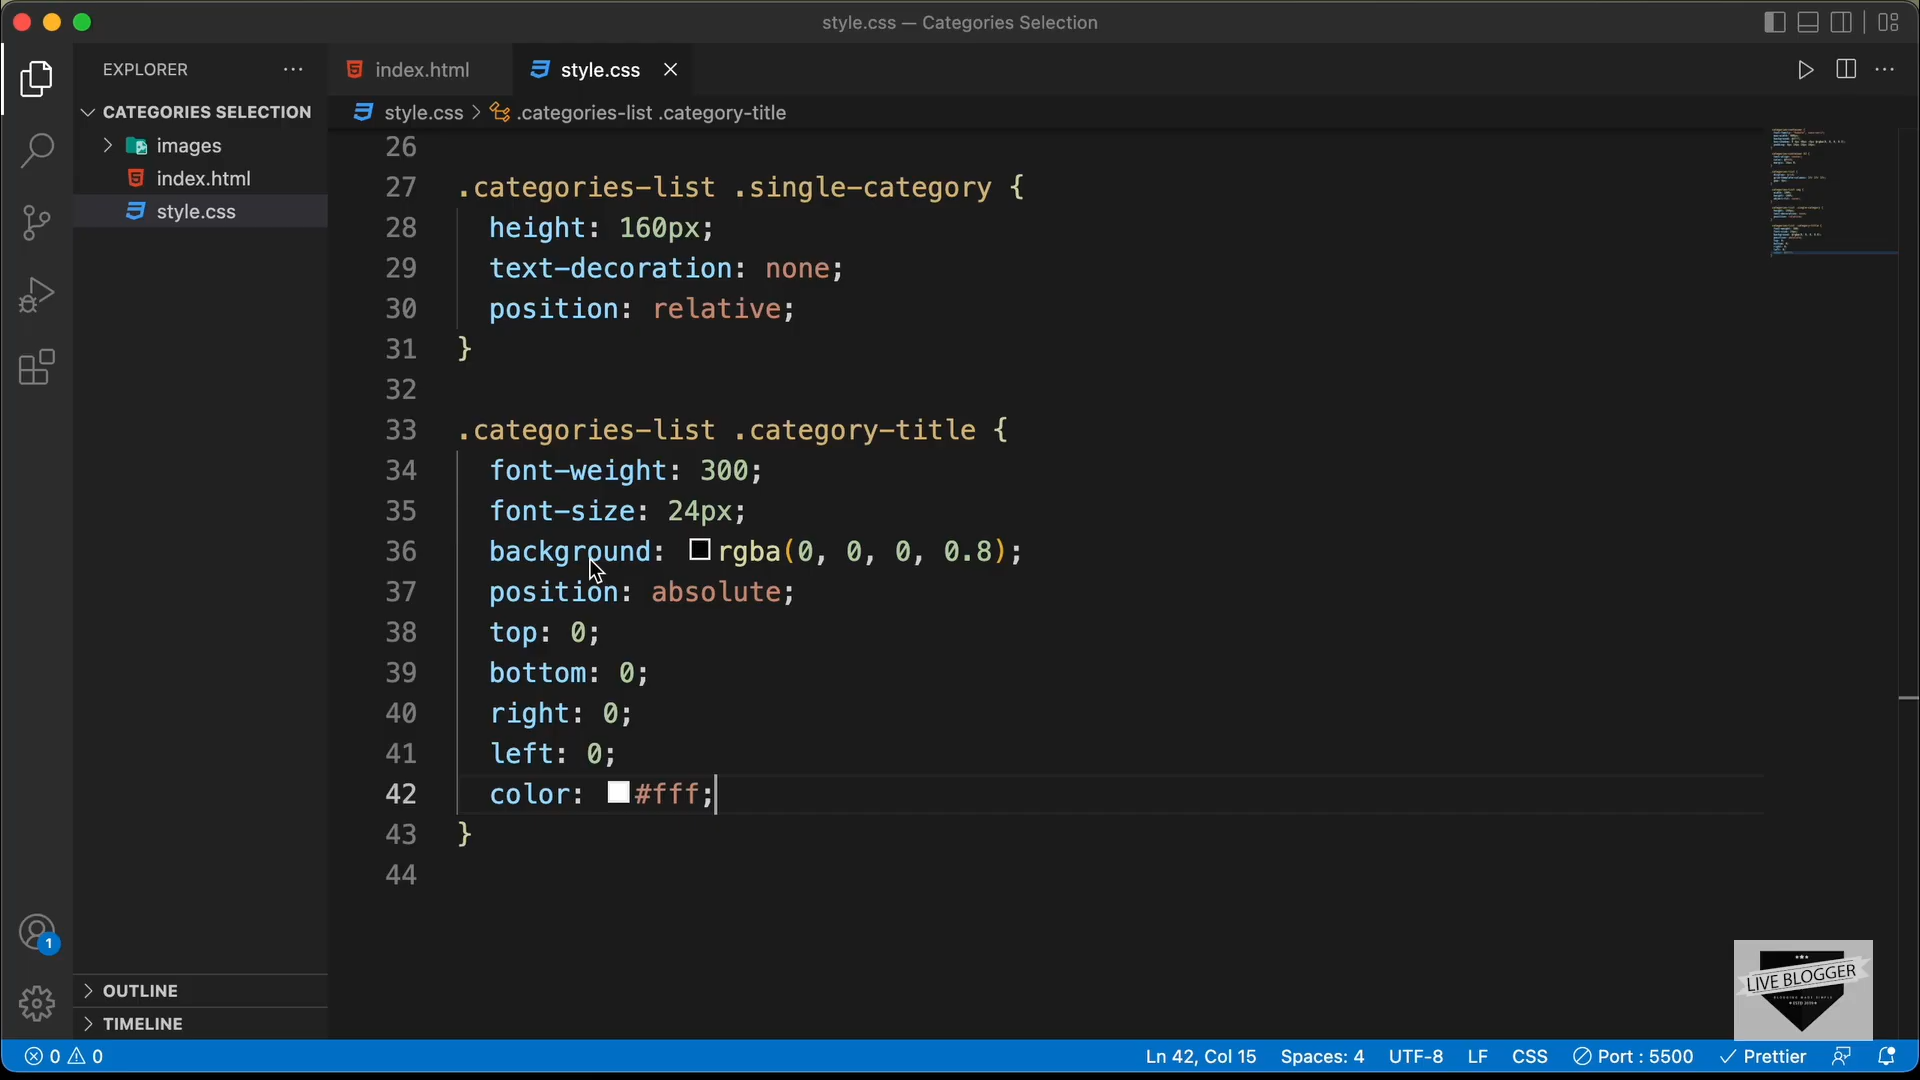 style.css — Categories Selection
EXPLORER
index.html
style.css
CATEGORIES SELECTION
style.css > .categories-list .category-title
images
index.html
style.css
26
27 .categories-list .single-category {
28 height: 160px;
29 text-decoration: none;
30 position: relative;
31 }
32
33 .categories-list .category-title {
34 font-weight: 300;
35 font-size: 24px;
36 background: rgba(0, 0, 0, 0.8);
37 position: absolute;
38 top: 0;
39 bottom: 0;
40 right: 0;
41 left: 0;
42 color: #fff;
43 }
44
1
OUTLINE
TIMELINE
LIVE BLOGGER
0 0
Ln 42, Col 15
Spaces: 4
UTF-8
LF
CSS
Port : 5500
Prettier